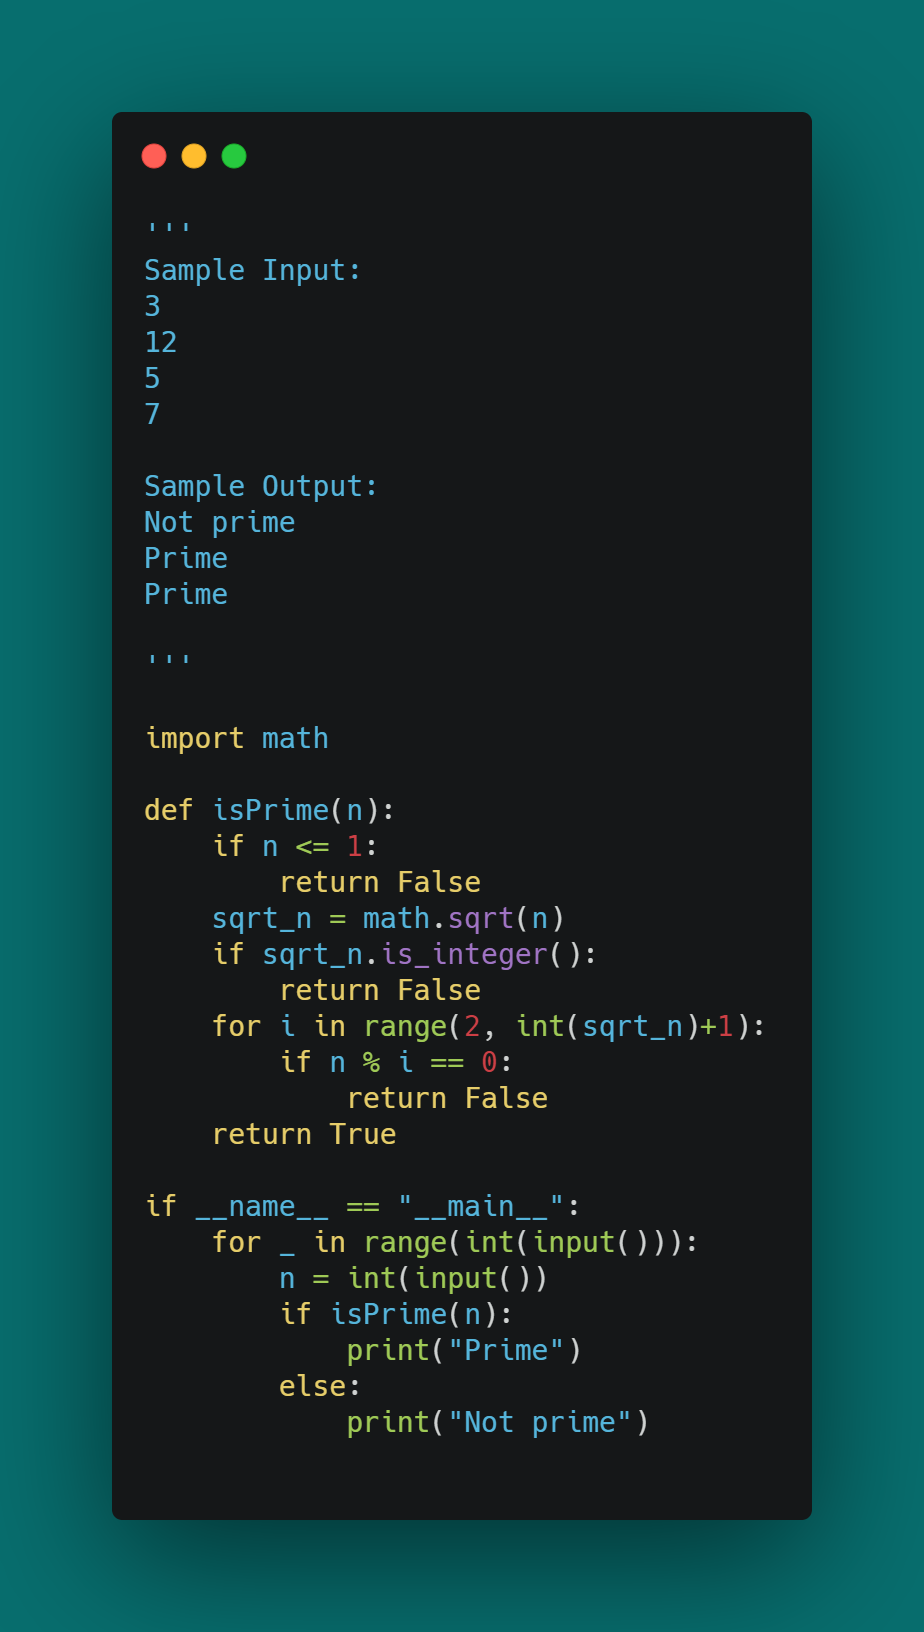 '''
Sample Input:
3
12
5
7

Sample Output:
Not prime
Prime
Prime

'''

import math

def isPrime(n):
    if n <= 1:
        return False
    sqrt_n = math.sqrt(n)
    if sqrt_n.is_integer():
        return False
    for i in range(2, int(sqrt_n)+1):
        if n % i == 0:
            return False
    return True

if __name__ == "__main__":
    for _ in range(int(input())):
        n = int(input())
        if isPrime(n):
            print("Prime")
        else:
            print("Not prime")